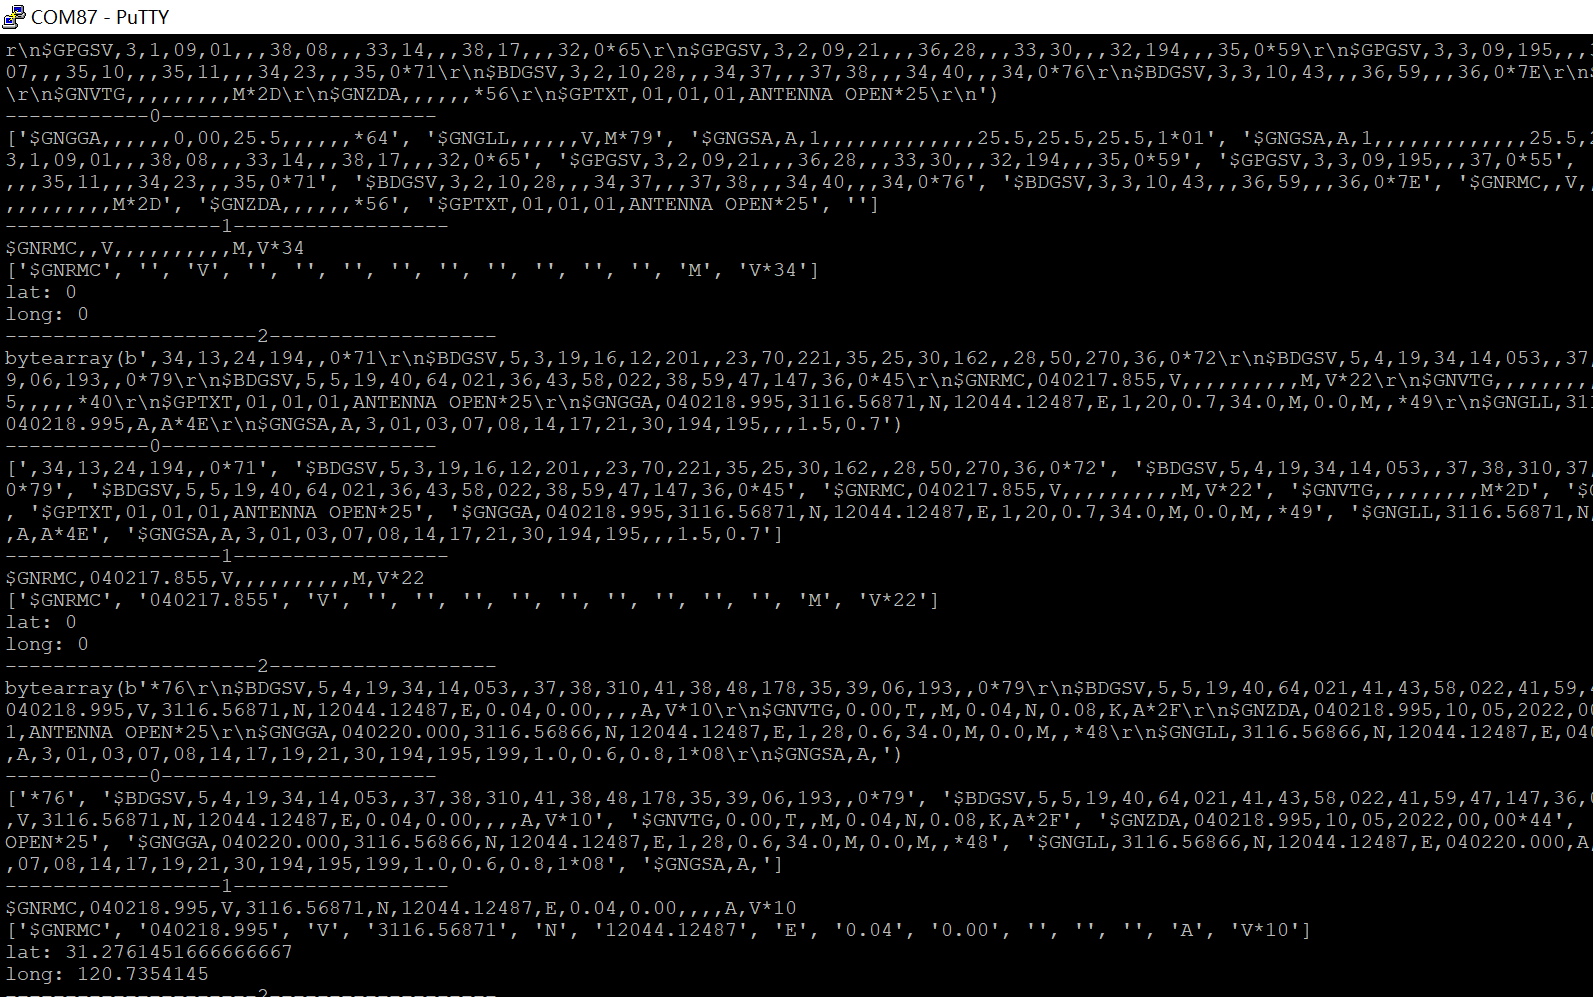 COM87 - PuTTY
r\n$GPGSV,3,1,09,01,,,38,08,,,33,14,,,38,17,,,32,0*65\r\n$GPGSV,3,2,09,21,,,36,28,,,33,30,,,32,194,,,35,0*59\r\n$GPGSV,3,3,09,195,,,
07,,,35,10,,,35,11,,,34,23,,,35,0*71\r\n$BDGSV,3,2,10,28,,,34,37,,,37,38,,,34,40,,,34,0*76\r\n$BDGSV,3,3,10,43,,,36,59,,,36,0*7E\r\n
\r\n$GNVTG,,,,,,,,,M*2D\r\n$GNZDA,,,,,,*56\r\n$GPTXT,01,01,01,ANTENNA OPEN*25\r\n')
------------0-----------------------
['$GNGGA,,,,,,0,00,25.5,,,,,,*64', '$GNGLL,,,,,,V,M*79', '$GNGSA,A,1,,,,,,,,,,,,,25.5,25.5,25.5,1*01', '$GNGSA,A,1,,,,,,,,,,,,,25.5,
3,1,09,01,,,38,08,,,33,14,,,38,17,,,32,0*65', '$GPGSV,3,2,09,21,,,36,28,,,33,30,,,32,194,,,35,0*59', '$GPGSV,3,3,09,195,,,37,0*55',
,,,35,11,,,34,23,,,35,0*71', '$BDGSV,3,2,10,28,,,34,37,,,37,38,,,34,40,,,34,0*76', '$BDGSV,3,3,10,43,,,36,59,,,36,0*7E', '$GNRMC,,V,
,,,,,,,,,M*2D', '$GNZDA,,,,,,*56', '$GPTXT,01,01,01,ANTENNA OPEN*25', '']
------------------1------------------
$GNRMC,,V,,,,,,,,,,M,V*34
['$GNRMC', '', 'V', '', '', '', '', '', '', '', '', '', 'M', 'V*34']
lat: 0
long: 0
---------------------2-------------------
bytearray(b',34,13,24,194,,0*71\r\n$BDGSV,5,3,19,16,12,201,,23,70,221,35,25,30,162,,28,50,270,36,0*72\r\n$BDGSV,5,4,19,34,14,053,,37,
9,06,193,,0*79\r\n$BDGSV,5,5,19,40,64,021,36,43,58,022,38,59,47,147,36,0*45\r\n$GNRMC,040217.855,V,,,,,,,,,,M,V*22\r\n$GNVTG,,,,,,,,,
5,,,,,*40\r\n$GPTXT,01,01,01,ANTENNA OPEN*25\r\n$GNGGA,040218.995,3116.56871,N,12044.12487,E,1,20,0.7,34.0,M,0.0,M,,*49\r\n$GNGLL,311
040218.995,A,A*4E\r\n$GNGSA,A,3,01,03,07,08,14,17,21,30,194,195,,,1.5,0.7')
------------0-----------------------
[',34,13,24,194,,0*71', '$BDGSV,5,3,19,16,12,201,,23,70,221,35,25,30,162,,28,50,270,36,0*72', '$BDGSV,5,4,19,34,14,053,,37,38,310,37,
0*79', '$BDGSV,5,5,19,40,64,021,36,43,58,022,38,59,47,147,36,0*45', '$GNRMC,040217.855,V,,,,,,,,,,M,V*22', '$GNVTG,,,,,,,,,M*2D', '$
, '$GPTXT,01,01,01,ANTENNA OPEN*25', '$GNGGA,040218.995,3116.56871,N,12044.12487,E,1,20,0.7,34.0,M,0.0,M,,*49', '$GNGLL,3116.56871,N,
,A,A*4E', '$GNGSA,A,3,01,03,07,08,14,17,21,30,194,195,,,1.5,0.7']
------------------1------------------
$GNRMC,040217.855,V,,,,,,,,,,M,V*22
['$GNRMC', '040217.855', 'V', '', '', '', '', '', '', '', '', '', 'M', 'V*22']
lat: 0
long: 0
---------------------2-------------------
bytearray(b'*76\r\n$BDGSV,5,4,19,34,14,053,,37,38,310,41,38,48,178,35,39,06,193,,0*79\r\n$BDGSV,5,5,19,40,64,021,41,43,58,022,41,59,
040218.995,V,3116.56871,N,12044.12487,E,0.04,0.00,,,,A,V*10\r\n$GNVTG,0.00,T,,M,0.04,N,0.08,K,A*2F\r\n$GNZDA,040218.995,10,05,2022,00
1,ANTENNA OPEN*25\r\n$GNGGA,040220.000,3116.56866,N,12044.12487,E,1,28,0.6,34.0,M,0.0,M,,*48\r\n$GNGLL,3116.56866,N,12044.12487,E,040
,A,3,01,03,07,08,14,17,19,21,30,194,195,199,1.0,0.6,0.8,1*08\r\n$GNGSA,A,')
------------0-----------------------
['*76', '$BDGSV,5,4,19,34,14,053,,37,38,310,41,38,48,178,35,39,06,193,,0*79', '$BDGSV,5,5,19,40,64,021,41,43,58,022,41,59,47,147,36,0
,V,3116.56871,N,12044.12487,E,0.04,0.00,,,,A,V*10', '$GNVTG,0.00,T,,M,0.04,N,0.08,K,A*2F', '$GNZDA,040218.995,10,05,2022,00,00*44',
OPEN*25', '$GNGGA,040220.000,3116.56866,N,12044.12487,E,1,28,0.6,34.0,M,0.0,M,,*48', '$GNGLL,3116.56866,N,12044.12487,E,040220.000,A,
,07,08,14,17,19,21,30,194,195,199,1.0,0.6,0.8,1*08', '$GNGSA,A,']
------------------1------------------
$GNRMC,040218.995,V,3116.56871,N,12044.12487,E,0.04,0.00,,,,A,V*10
['$GNRMC', '040218.995', 'V', '3116.56871', 'N', '12044.12487', 'E', '0.04', '0.00', '', '', '', 'A', 'V*10']
lat: 31.2761451666666667
long: 120.7354145
---------------------2-------------------